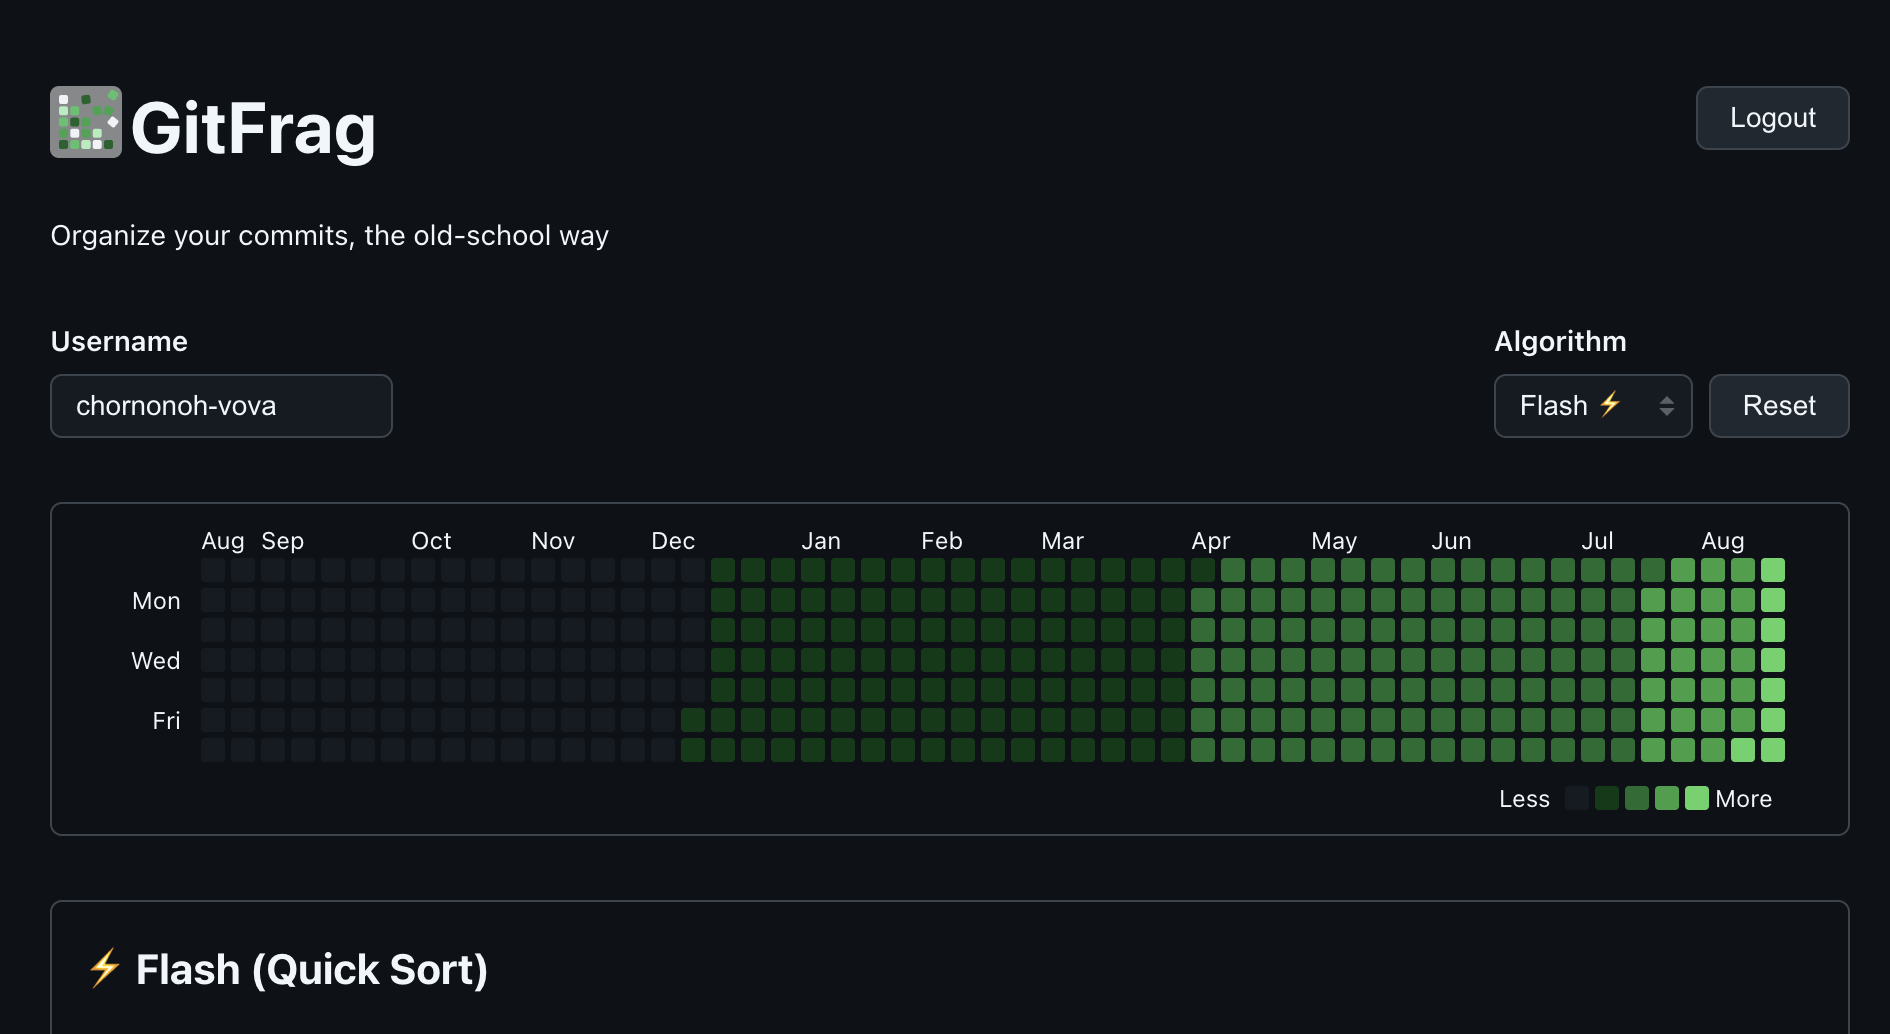 GitFrag
Logout
Organize your commits, the old-school way
Username
Algorithm
chornonoh-vova
Flash ⚡
Reset
Aug Sep Oct Nov Dec Jan Feb Mar Apr May Jun Jul Aug
Mon
Wed
Fri
Less More
⚡ Flash (Quick Sort)